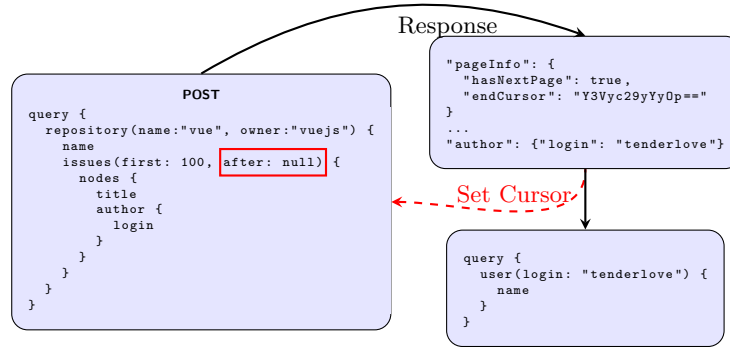 Response
POST
query {
  repository(name:"vue", owner:"vuejs") {
    name
    issues(first: 100, after: null) {
      nodes {
        title
        author {
          login
        }
      }
    }
  }
}
"pageInfo": {
  "hasNextPage": true,
  "endCursor": "Y3Vyc29yYyOp=="
}
...
"author": {"login": "tenderlove"}
Set Cursor
query {
  user(login: "tenderlove") {
    name
  }
}